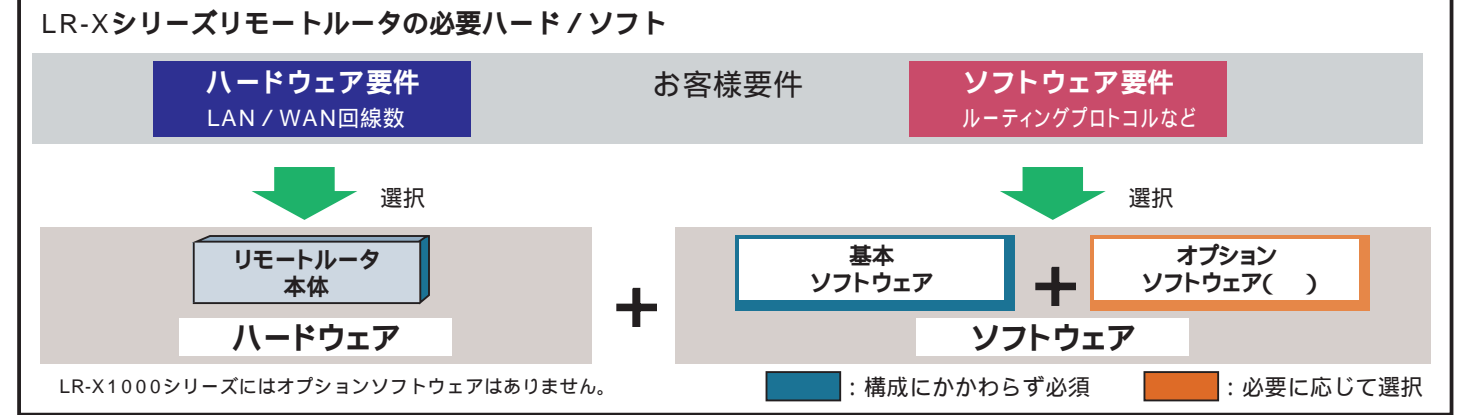 LR-Xシリーズリモートルータの必要ハード/ソフト
ハードウェア要件
LAN/WAN回線数
お客様要件
ソフトウェア要件
ルーティングプロトコルなど
選択
選択
リモートルータ
本体
ハードウェア
+
基本
ソフトウェア
+
オプション
ソフトウェア( )
ソフトウェア
LR-X1000シリーズにはオプションソフトウェアはありません。
:構成にかかわらず必須
:必要に応じて選択